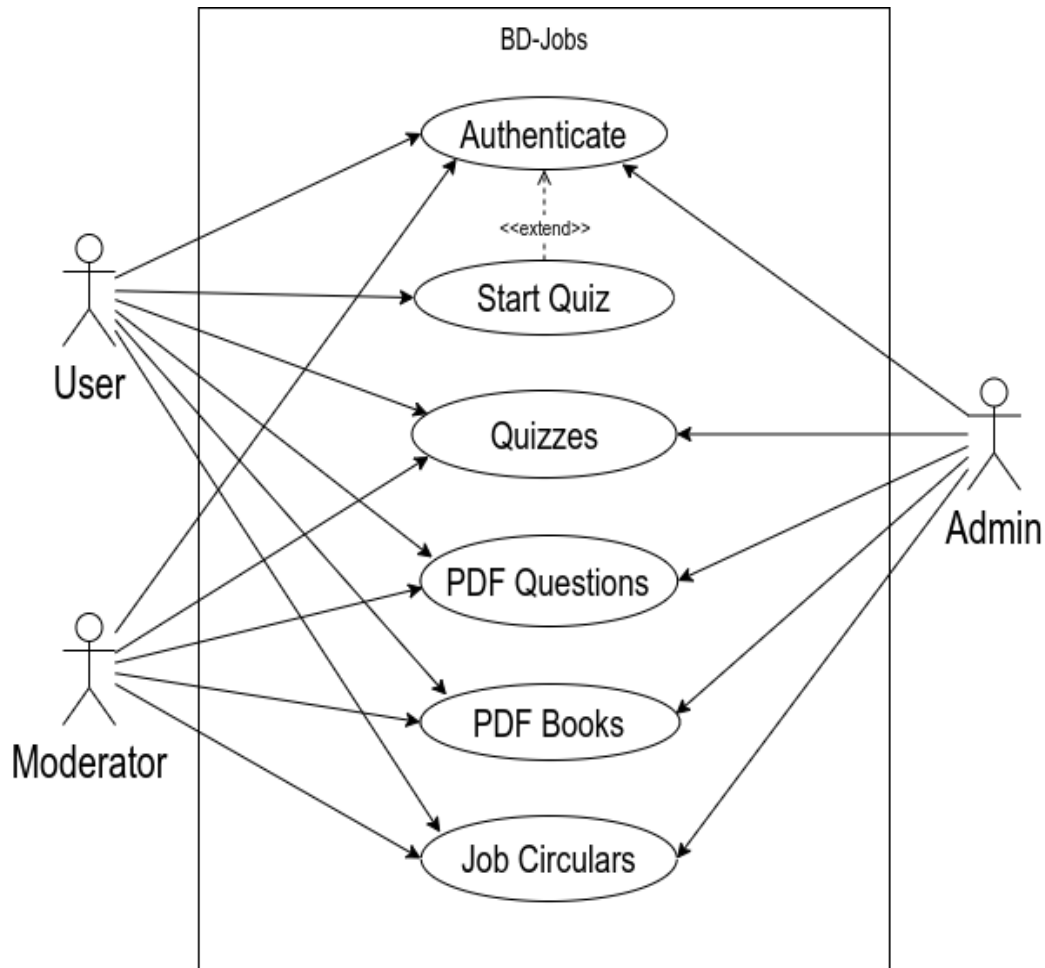 BD-Jobs
Authenticate
<<extend>>
Start Quiz
User
Quizzes
Admin
PDF Questions
Moderator
PDF Books
Job Circulars